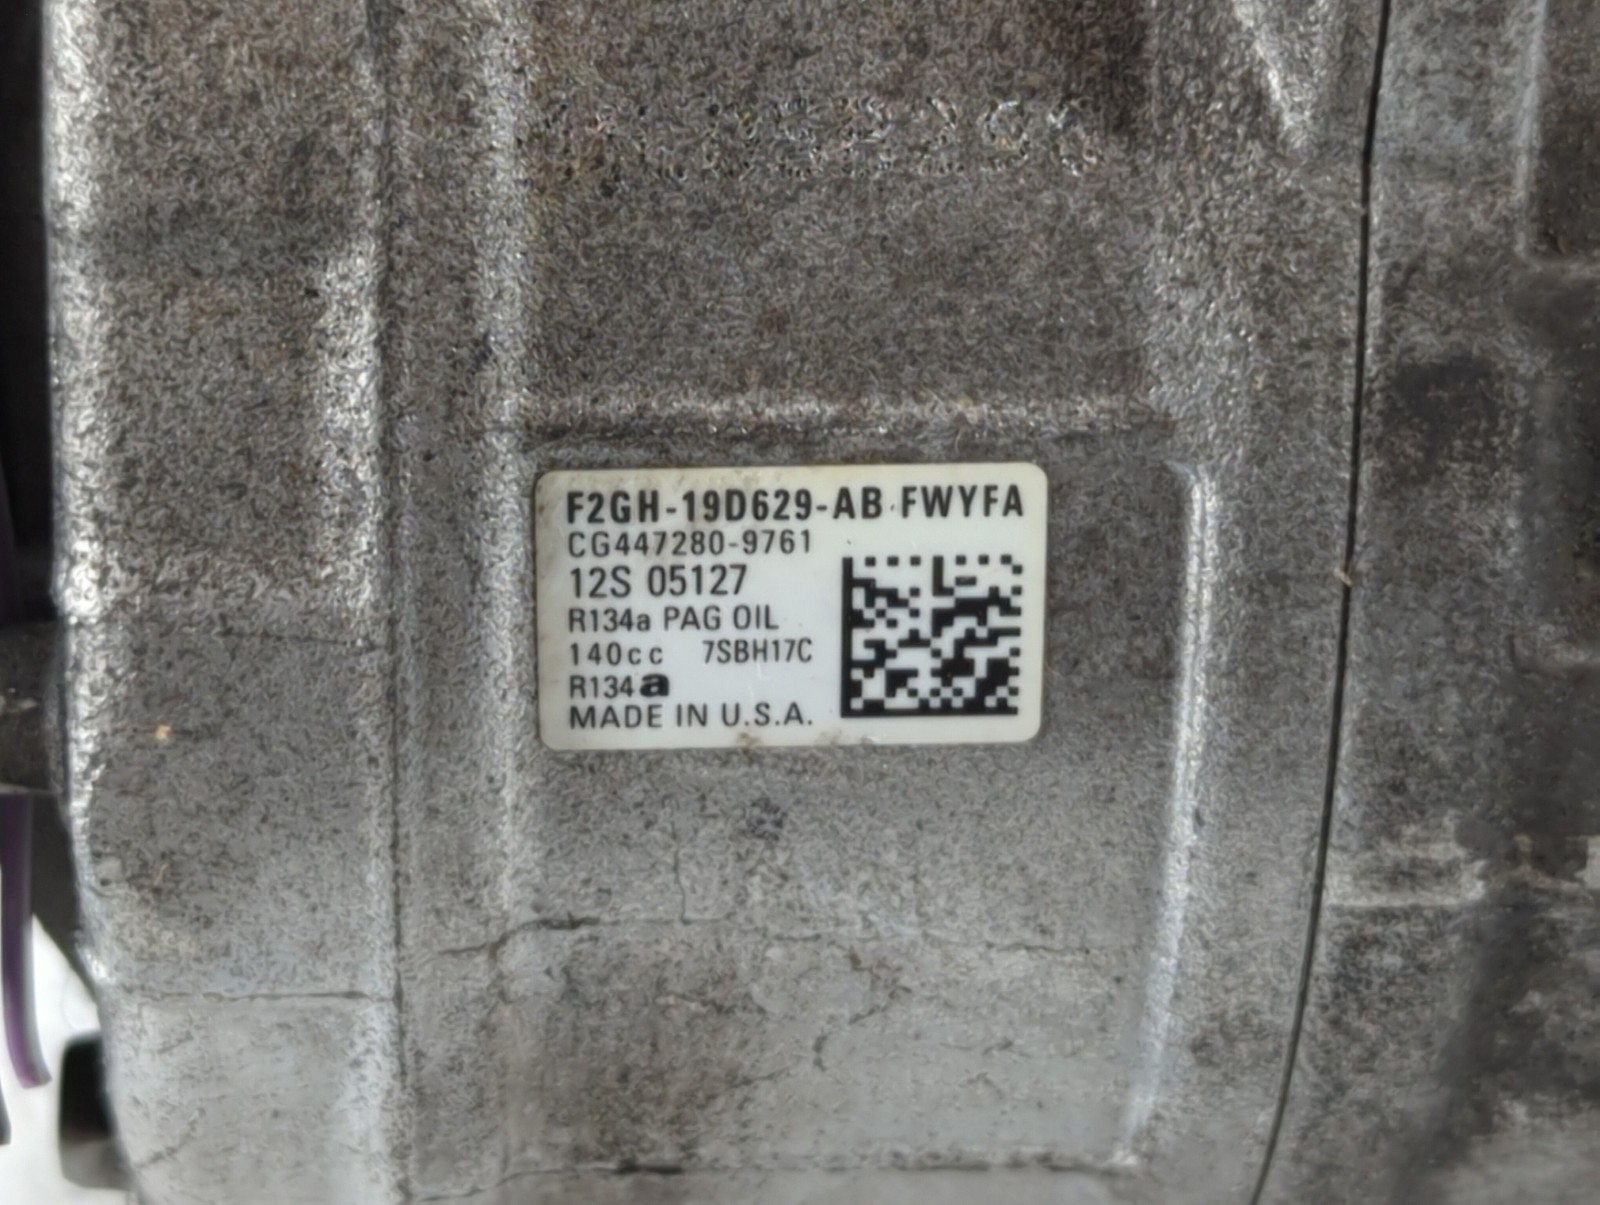 F2GH-19D629-AB FWYFA
CG447280-9761
12S 05127
R134a PAG OIL
140cc 7SBH17C
R134a
MADE IN U.S.A.